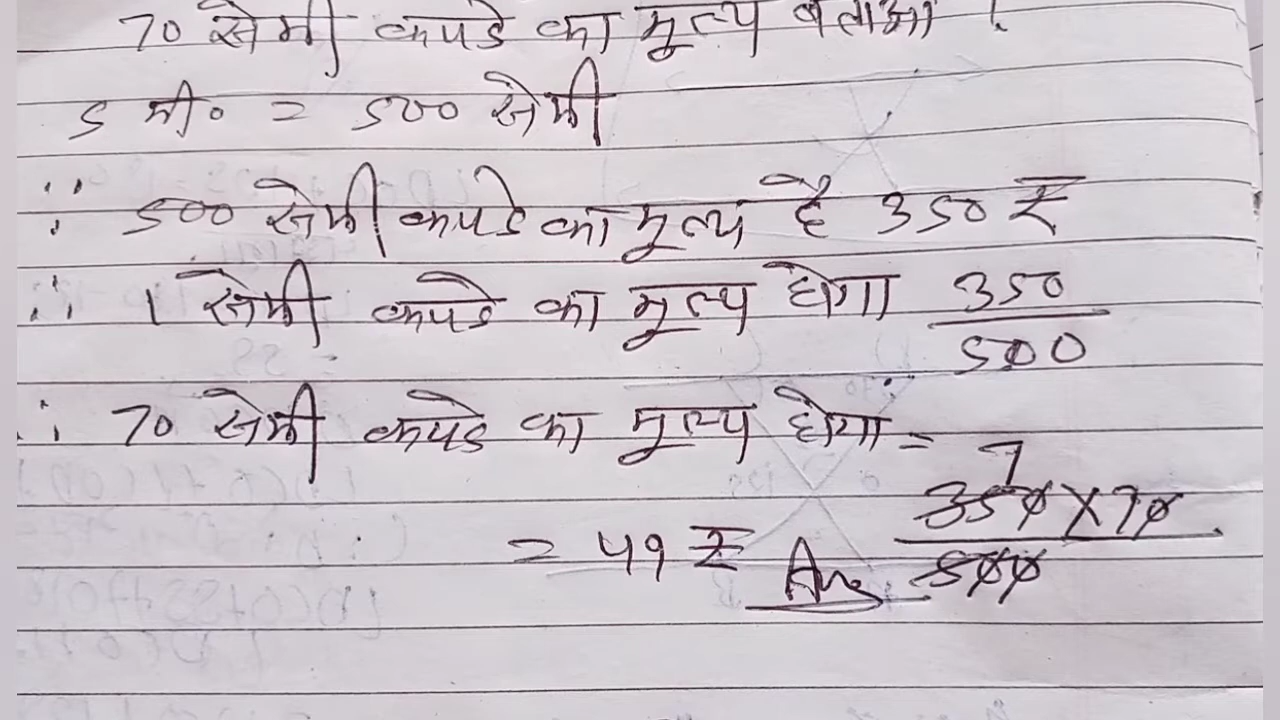 70 सेमी कपडे का मूल्य बताओ ।
5 मी० = 500 सेमी
∵ 500 सेमी कपडे का मूल्य है 350 ₹
∴ 1 सेमी कपडे का मूल्य होगा 350/500
∴ 70 सेमी कपडे का मूल्य होगा =
7
350 X 70
= 49 ₹ Ans 500